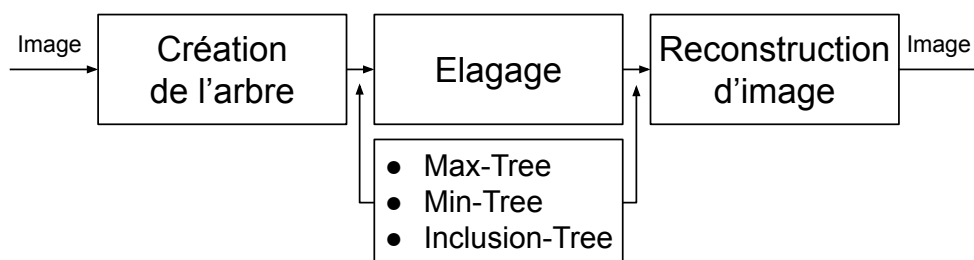 Image
Création
de l’arbre
Elagage
Reconstruction
d’image
Image
● Max-Tree
● Min-Tree
● Inclusion-Tree